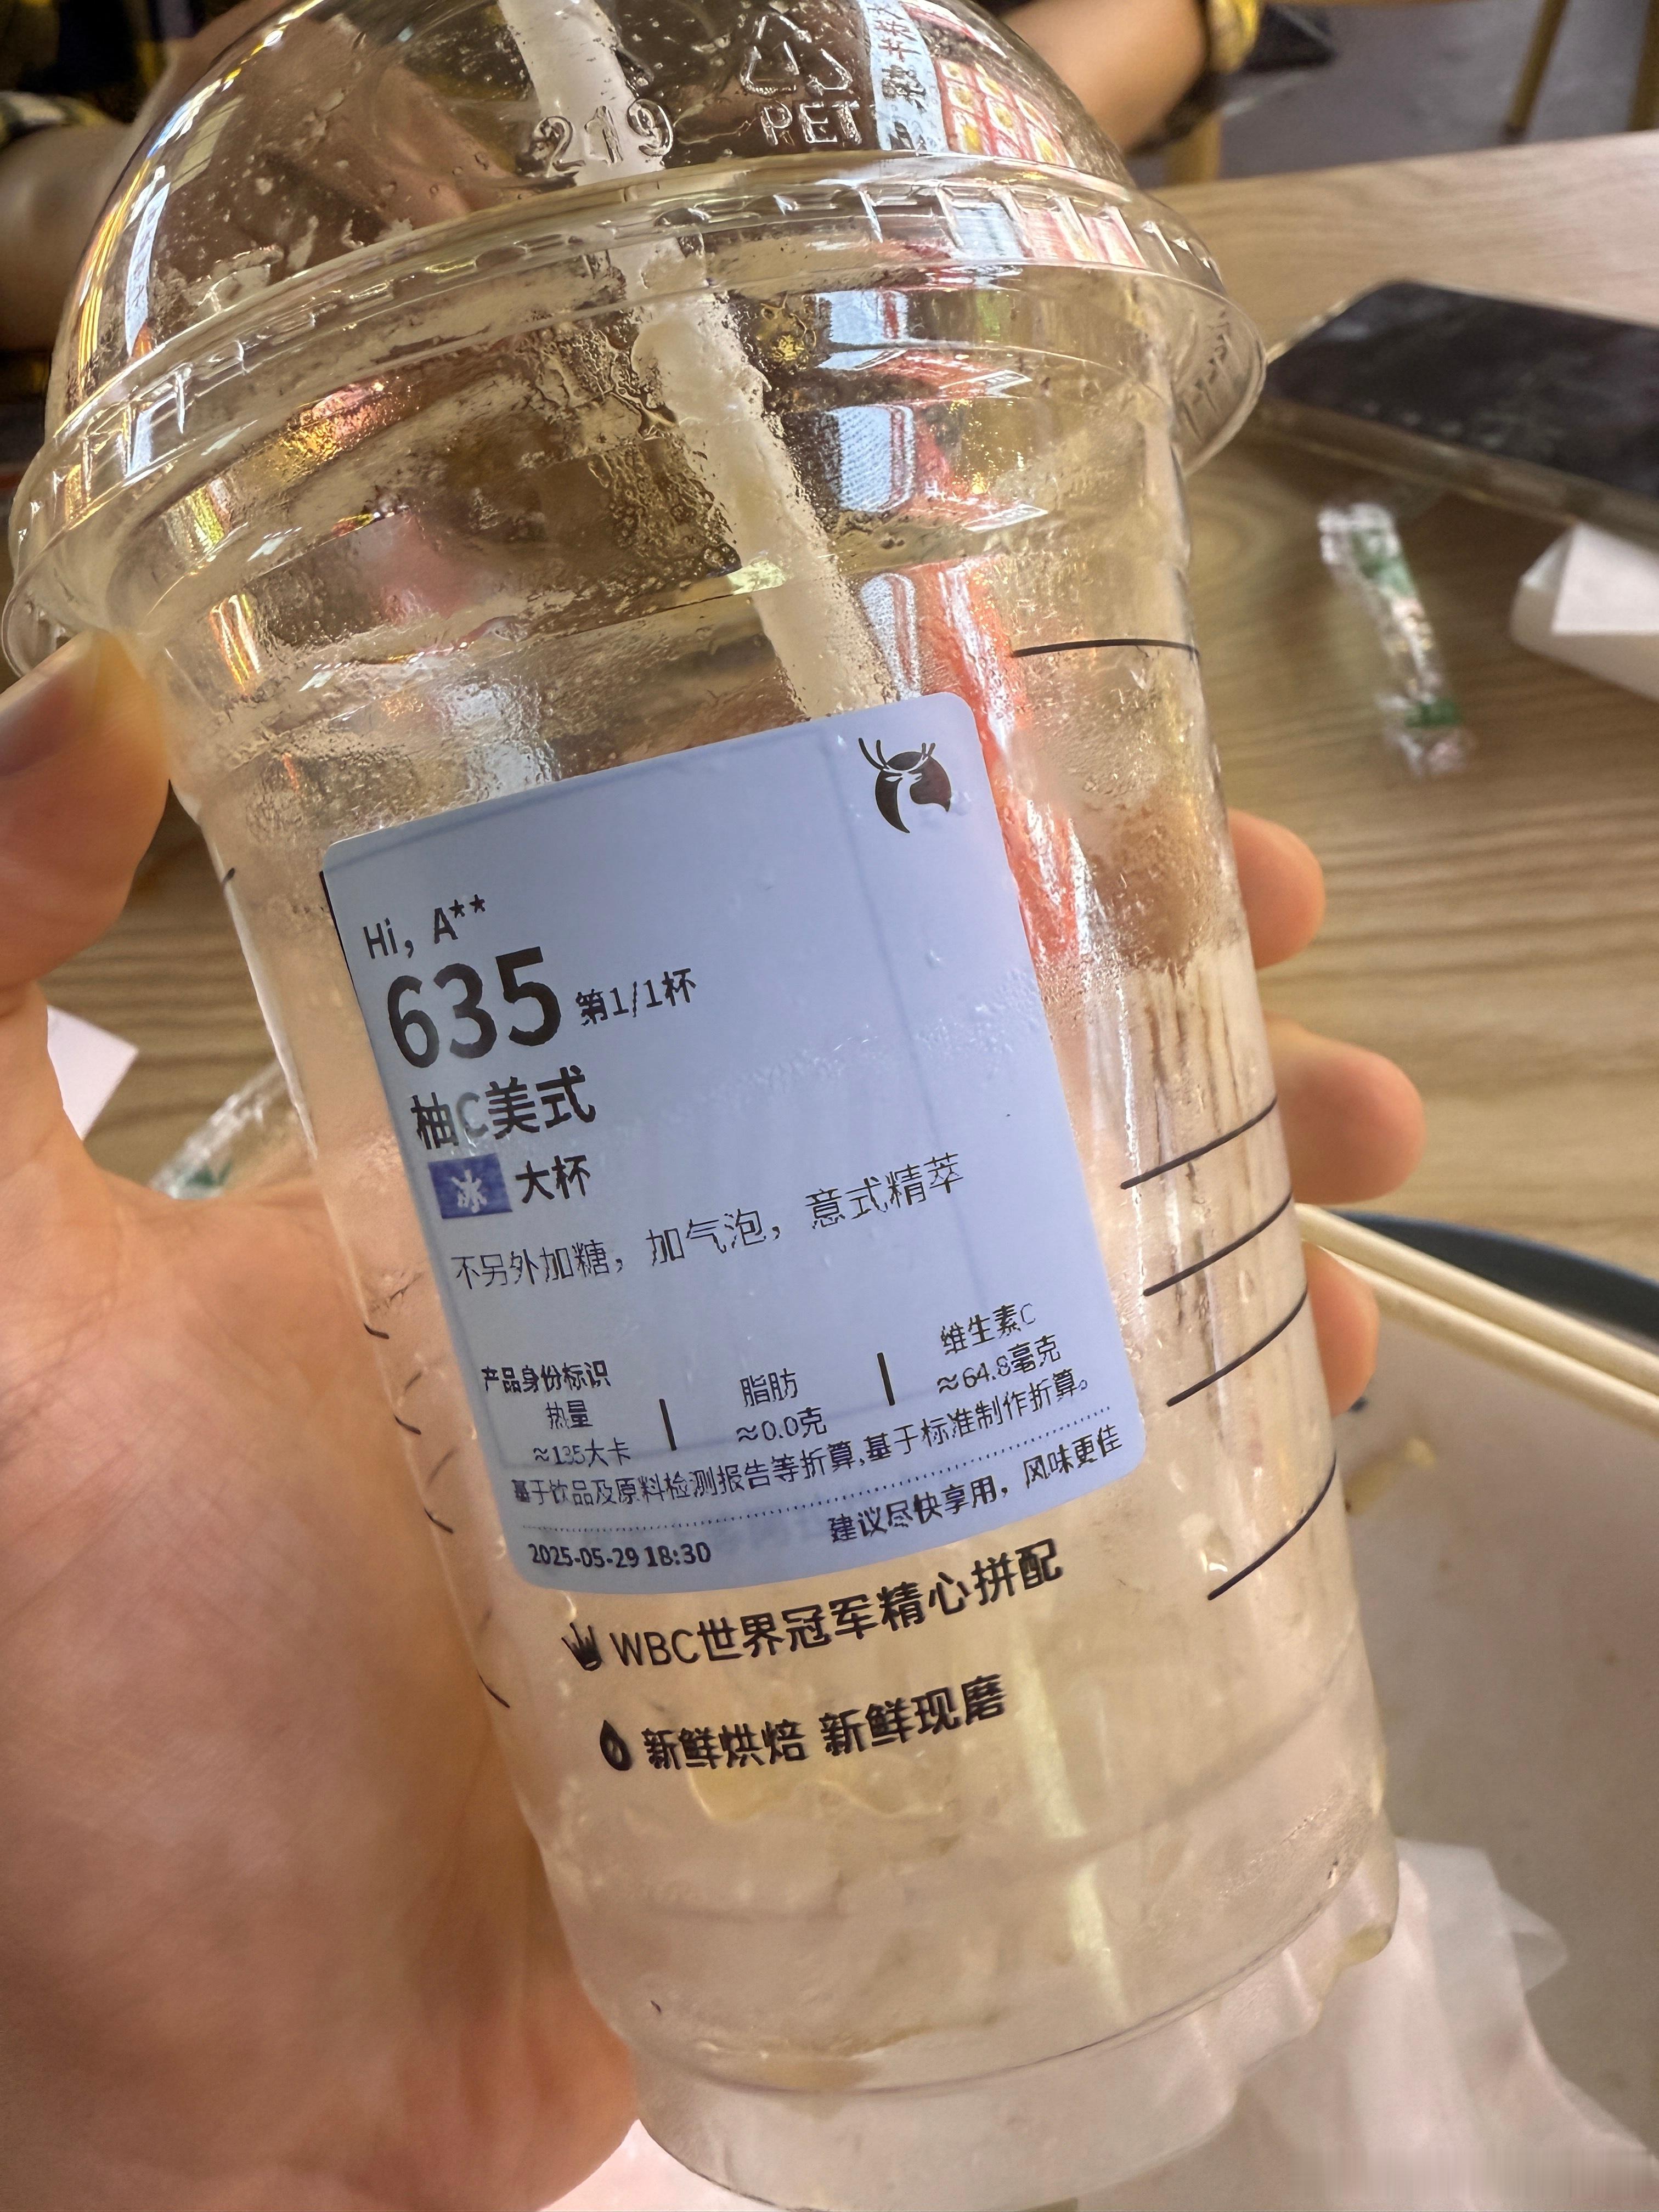 219 PET
Hi, A**
635 第1/1杯
柚C美式
冰 大杯
不另外加糖，加气泡，意式精萃
产品身份标识
热量 脂肪 维生素C
≈135大卡 ≈0.0克 ≈64.8毫克
基于饮品及原料检测报告等折算,基于标准制作折算。
2025-05-29 18:30 建议尽快享用，风味更佳
WBC世界冠军精心拼配
新鲜烘焙 新鲜现磨